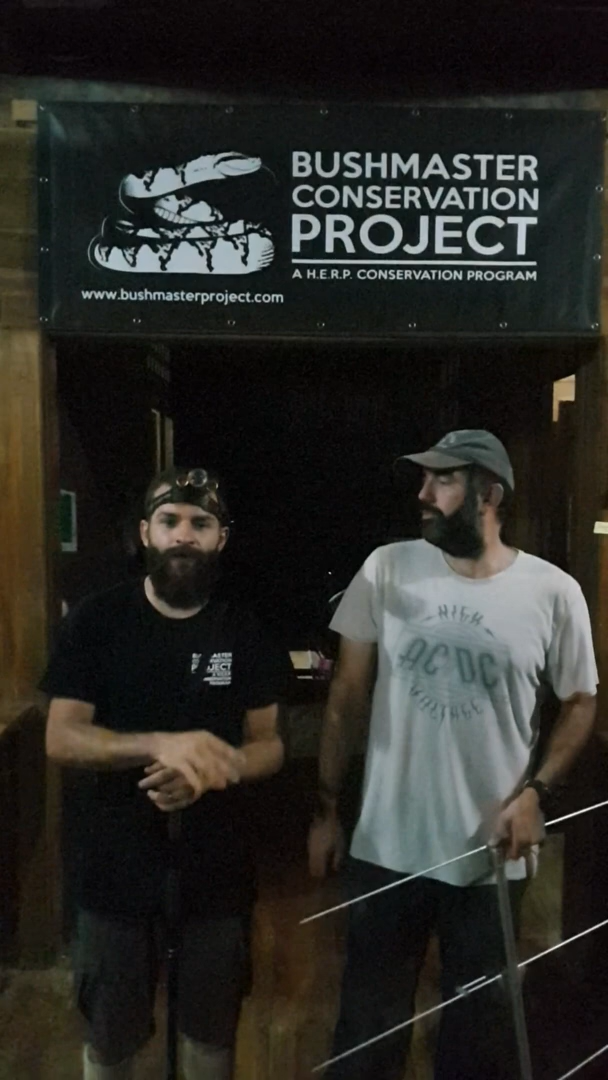 BUSHMASTER
CONSERVATION
PROJECT
A H.E.R.P. CONSERVATION PROGRAM
www.bushmasterproject.com
HIGH
AC DC
VOLTAGE